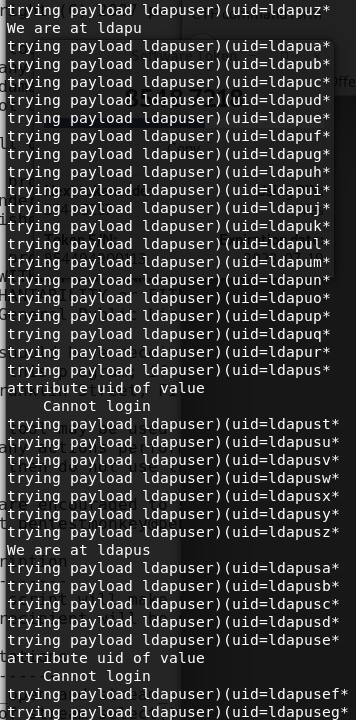 trying payload ldapuser)(uid=ldapuz*
We are at ldapu
trying payload ldapuser)(uid=ldapua*
trying payload ldapuser)(uid=ldapub*
trying payload ldapuser)(uid=ldapuc*
trying payload ldapuser)(uid=ldapud*
trying payload ldapuser)(uid=ldapue*
trying payload ldapuser)(uid=ldapuf*
trying payload ldapuser)(uid=ldapug*
trying payload ldapuser)(uid=ldapuh*
trying payload ldapuser)(uid=ldapui*
trying payload ldapuser)(uid=ldapuj*
trying payload ldapuser)(uid=ldapuk*
trying payload ldapuser)(uid=ldapul*
trying payload ldapuser)(uid=ldapum*
trying payload ldapuser)(uid=ldapun*
trying payload ldapuser)(uid=ldapuo*
trying payload ldapuser)(uid=ldapup*
trying payload ldapuser)(uid=ldapuq*
trying payload ldapuser)(uid=ldapur*
trying payload ldapuser)(uid=ldapus*
attribute uid of value
Cannot login
trying payload ldapuser)(uid=ldapust*
trying payload ldapuser)(uid=ldapusu*
trying payload ldapuser)(uid=ldapusv*
trying payload ldapuser)(uid=ldapusw*
trying payload ldapuser)(uid=ldapusx*
trying payload ldapuser)(uid=ldapusy*
trying payload ldapuser)(uid=ldapusz*
We are at ldapus
trying payload ldapuser)(uid=ldapusa*
trying payload ldapuser)(uid=ldapusb*
trying payload ldapuser)(uid=ldapusc*
trying payload ldapuser)(uid=ldapusd*
trying payload ldapuser)(uid=ldapuse*
attribute uid of value
Cannot login
trying payload ldapuser)(uid=ldapusef*
trying payload ldapuser)(uid=ldapuseg*